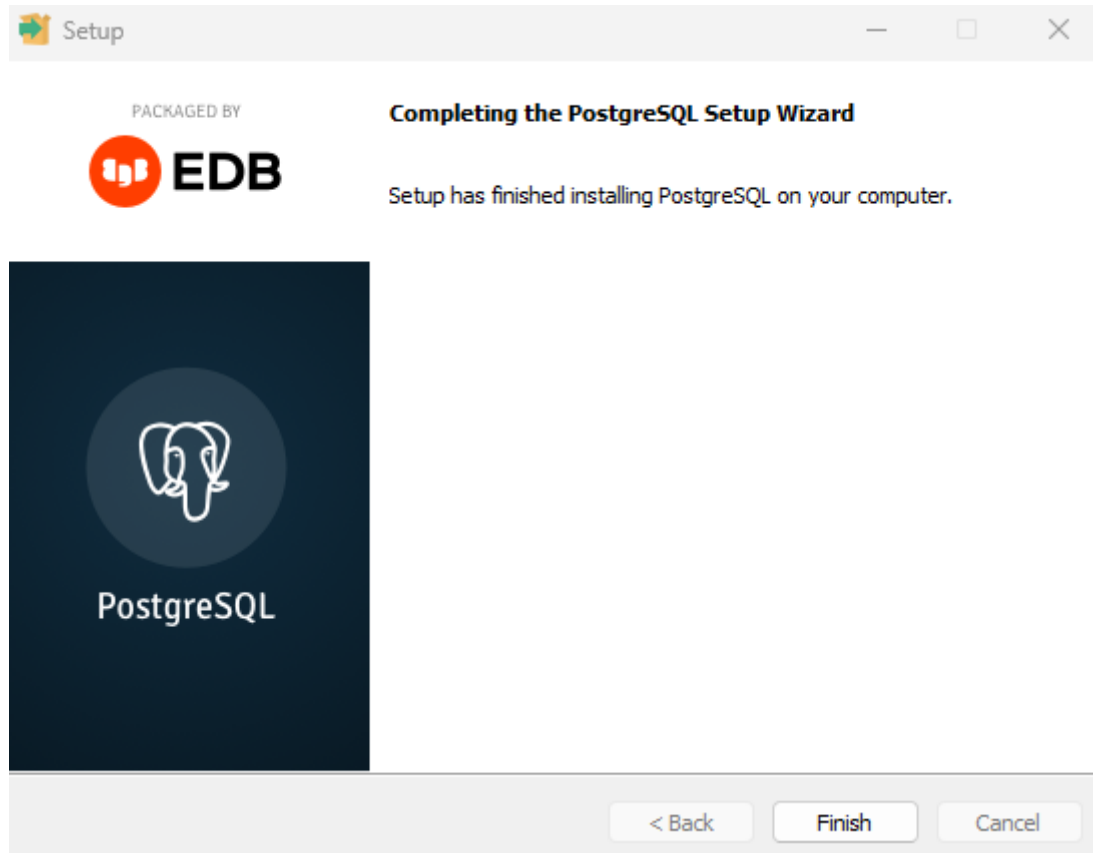 Setup
PACKAGED BY
EDB
Completing the PostgreSQL Setup Wizard
Setup has finished installing PostgreSQL on your computer.
PostgreSQL
< Back
Finish
Cancel